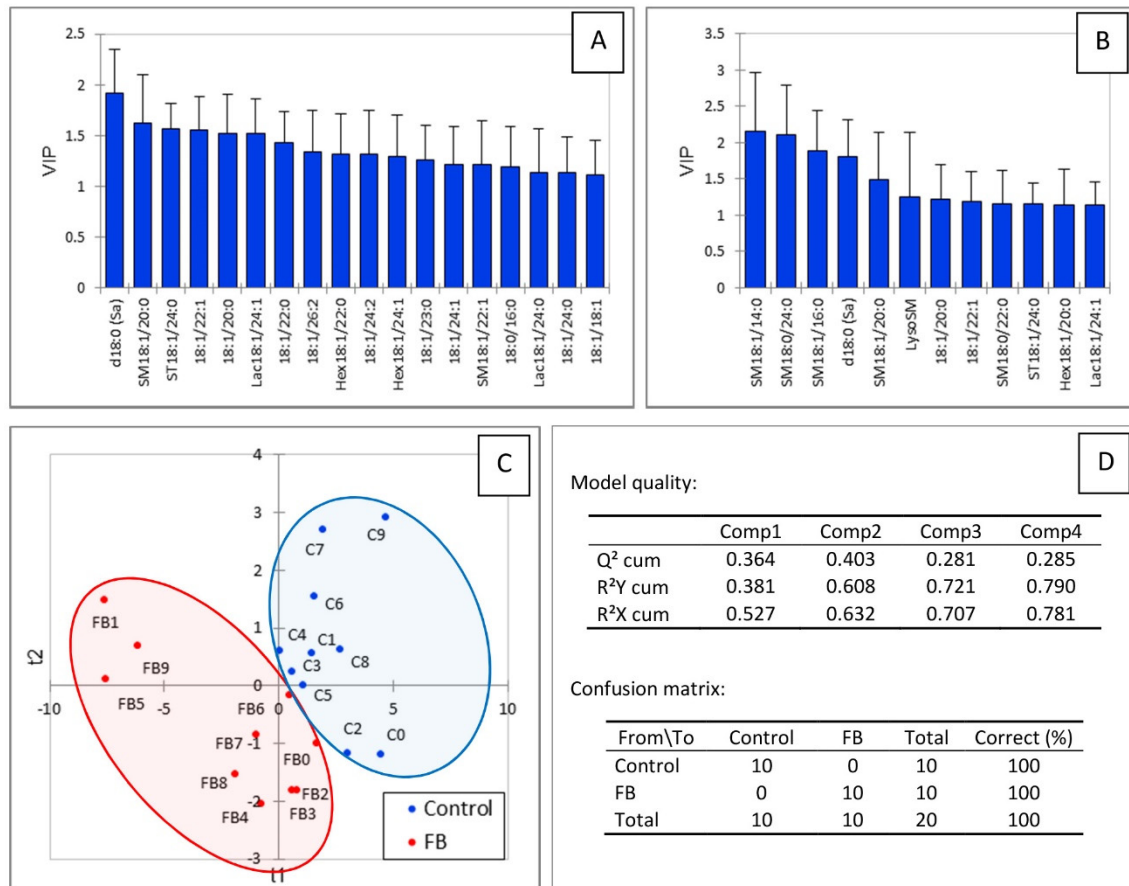 A
2.5
2
1.5
1
0.5
0
VIP
d18:0 (Sa)
SM18:1/20:0
ST18:1/24:0
18:1/22:1
18:1/20:0
Lac18:1/24:1
18:1/22:0
18:1/26:2
Hex18:1/22:0
18:1/24:2
Hex18:1/24:1
18:1/23:0
18:1/24:1
SM18:1/22:1
18:0/16:0
Lac18:1/24:0
18:1/24:0
18:1/18:1
B
3.5
3
2.5
2
1.5
1
0.5
0
VIP
SM18:1/14:0
SM18:0/24:0
SM18:1/16:0
d18:0 (Sa)
SM18:1/20:0
LysoSM
18:1/20:0
18:1/22:1
SM18:0/22:0
ST18:1/24:0
Hex18:1/20:0
Lac18:1/24:1
C
4
3
2
1
0
-1
-2
-3
-10
-5
0
5
10
t2
t1
C9
C7
C6
C4
C1
C8
C3
C5
C2
C0
FB1
FB9
FB5
FB6
FB7
FB0
FB8
FB2
FB4
FB3
Control
FB
D
Model quality:
Comp1 Comp2 Comp3 Comp4
Q² cum 0.364 0.403 0.281 0.285
R²Y cum 0.381 0.608 0.721 0.790
R²X cum 0.527 0.632 0.707 0.781
Confusion matrix:
From\To Control FB Total Correct (%)
Control 10 0 10 100
FB 0 10 10 100
Total 10 10 20 100